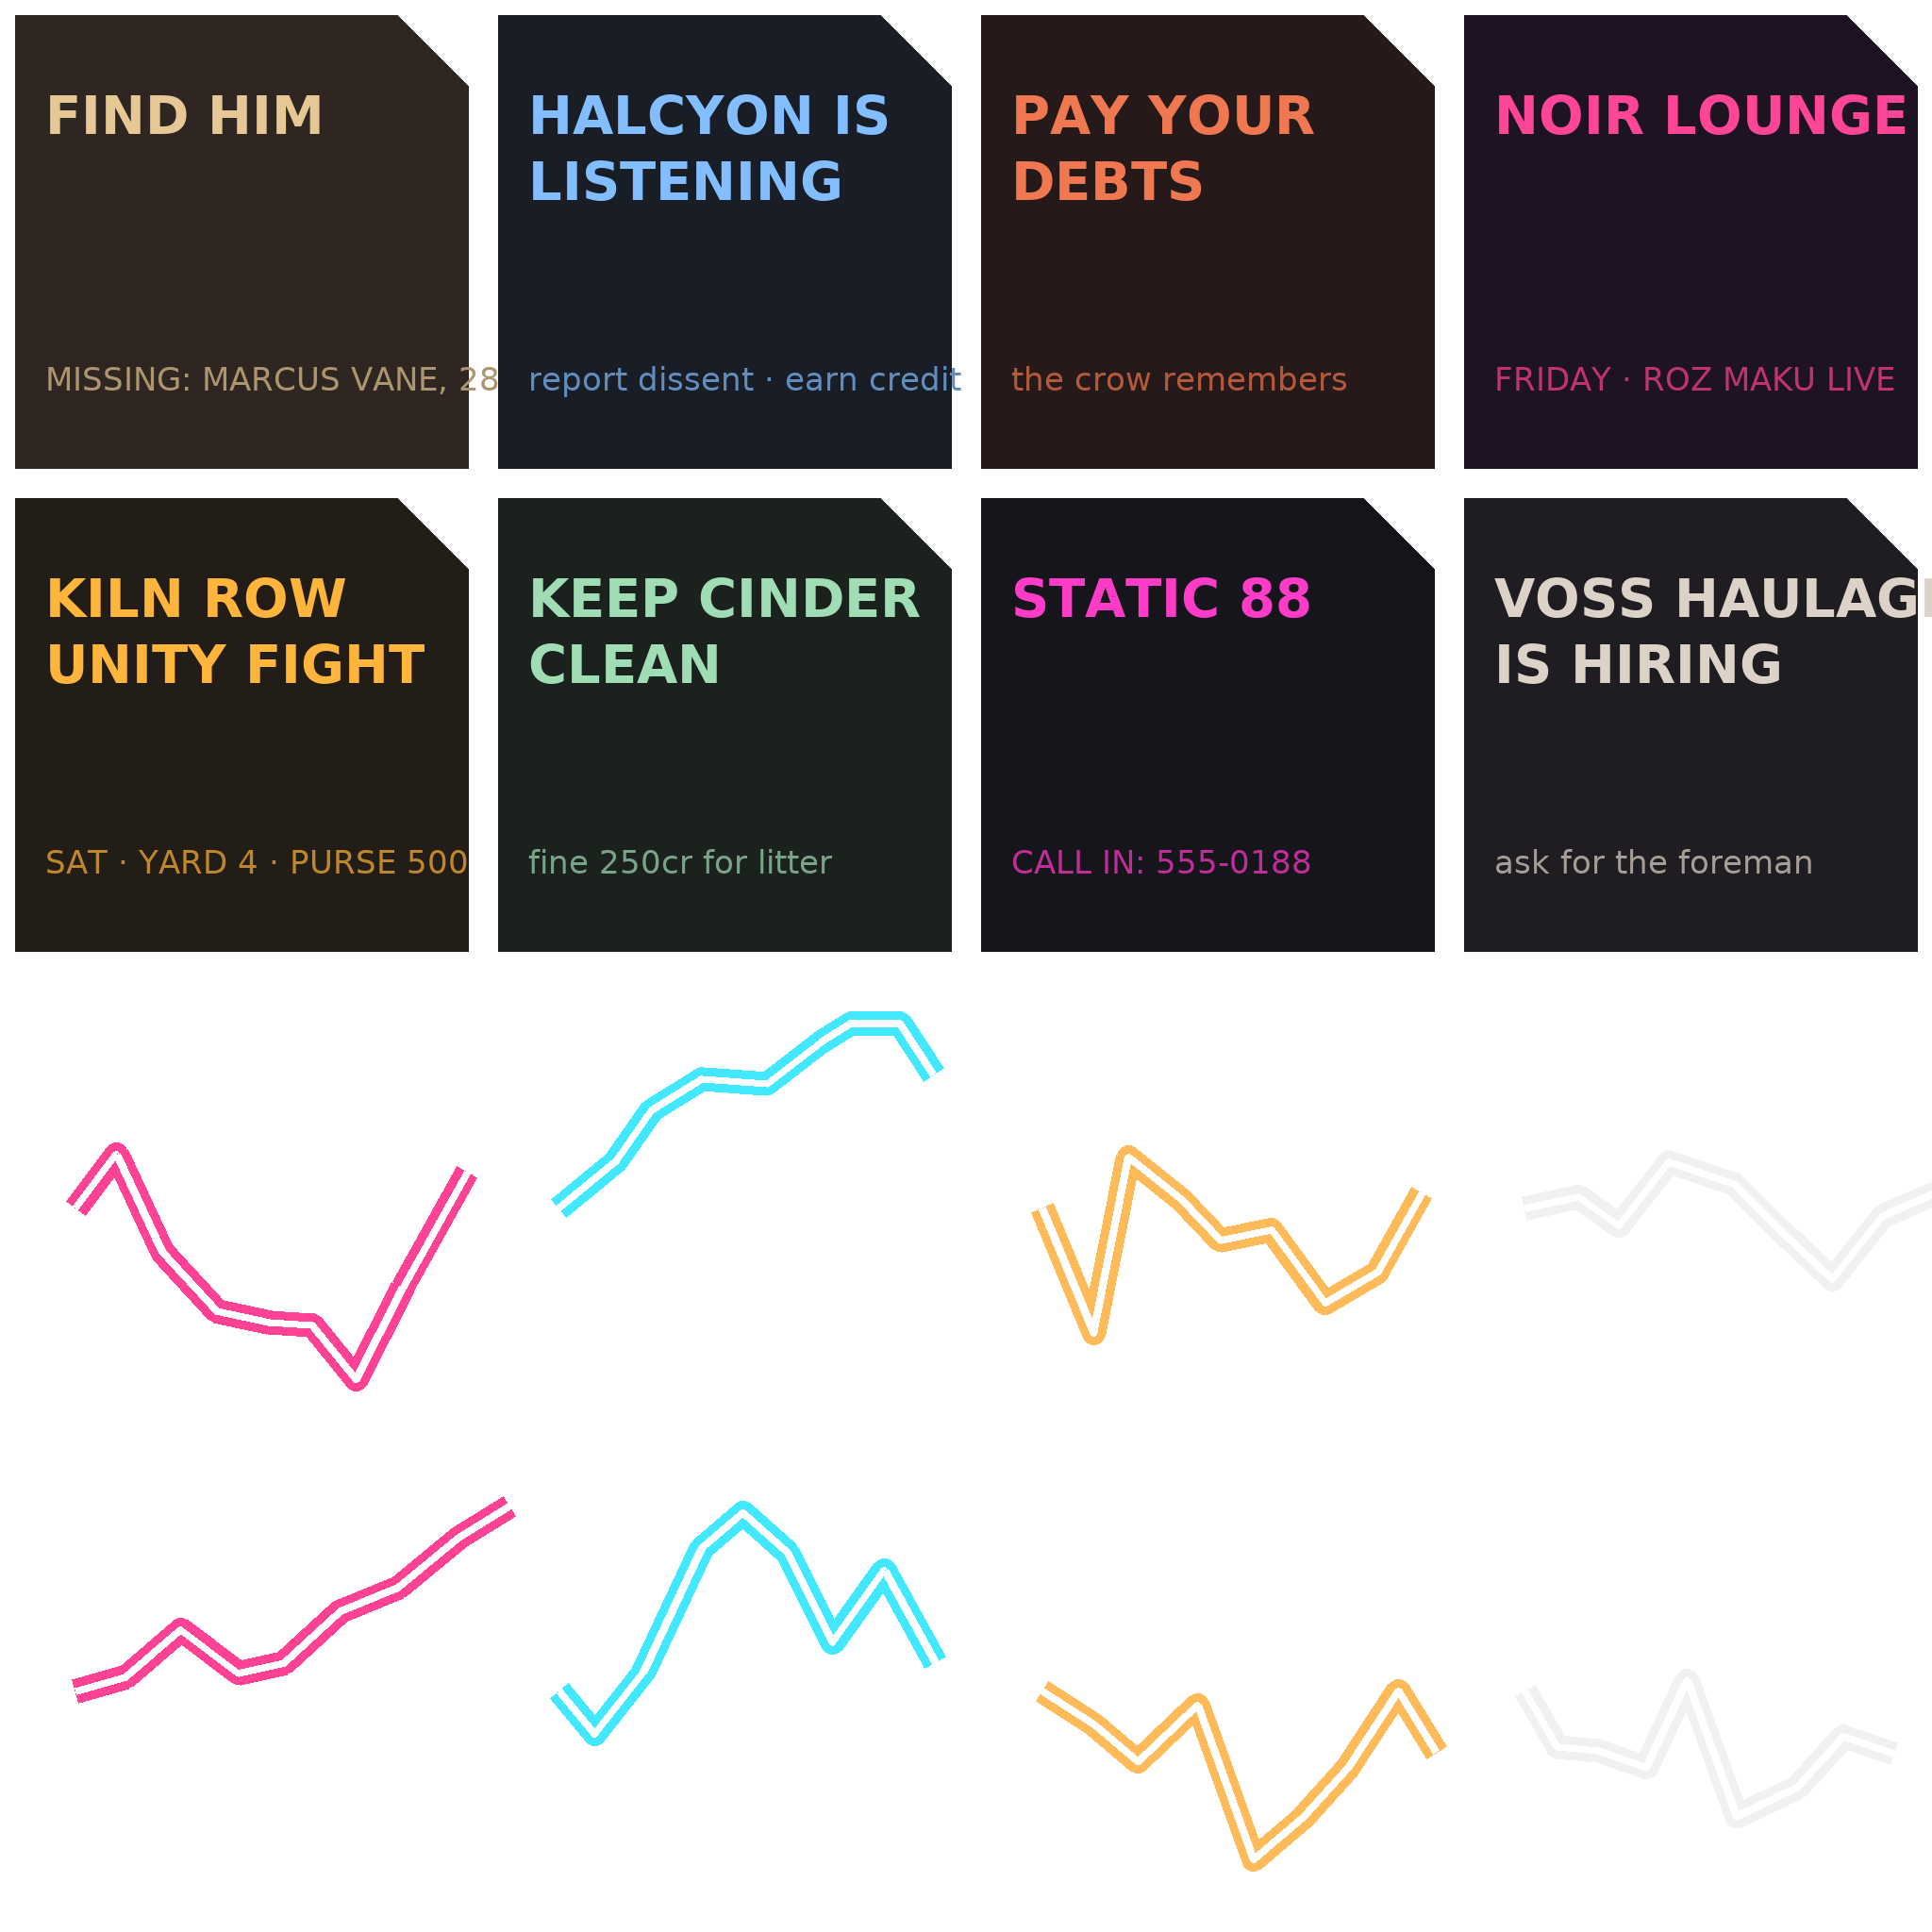 FIND HIM
MISSING: MARCUS VANE, 28
HALCYON IS
LISTENING
report dissent · earn credit
PAY YOUR
DEBTS
the crow remembers
NOIR LOUNGE
FRIDAY · ROZ MAKU LIVE
KILN ROW
UNITY FIGHT
SAT · YARD 4 · PURSE 500
KEEP CINDER
CLEAN
fine 250cr for litter
STATIC 88
CALL IN: 555-0188
VOSS HAULAGE
IS HIRING
ask for the foreman